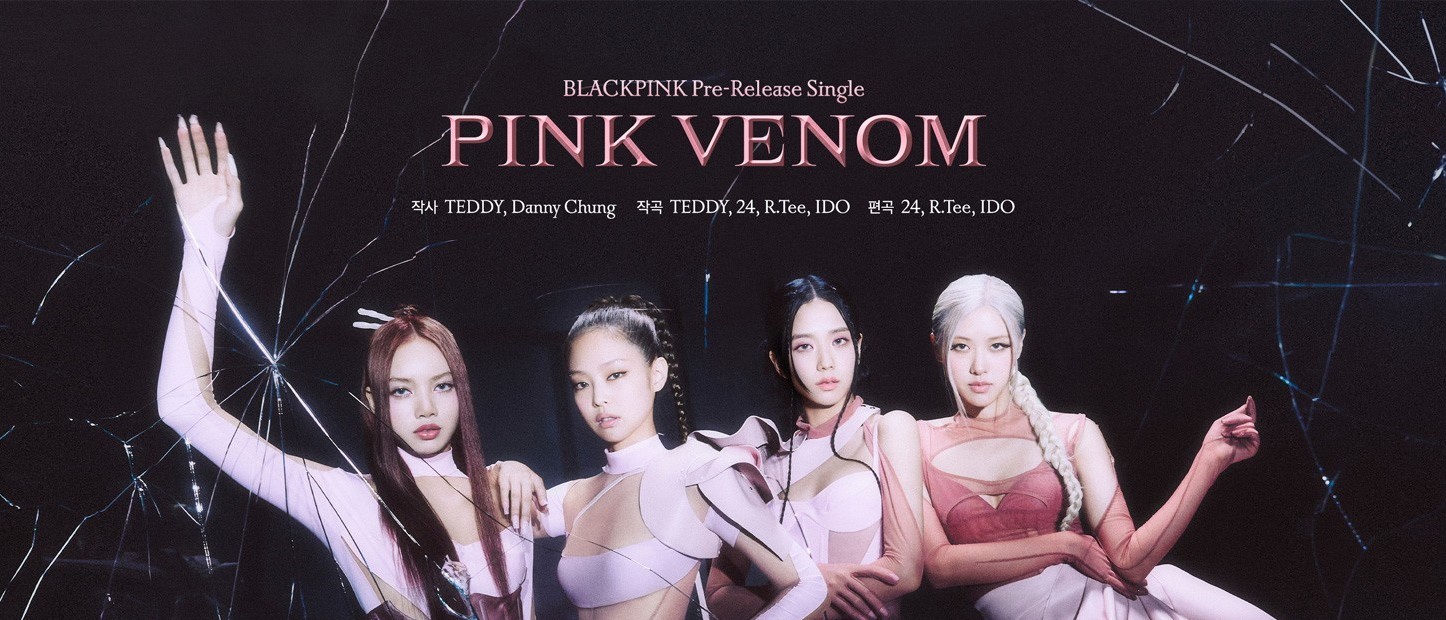 BLACKPINK Pre-Release Single
PINK VENOM
작사 TEDDY, Danny Chung 작곡 TEDDY, 24, R.Tee, IDO 편곡 24, R.Tee, IDO